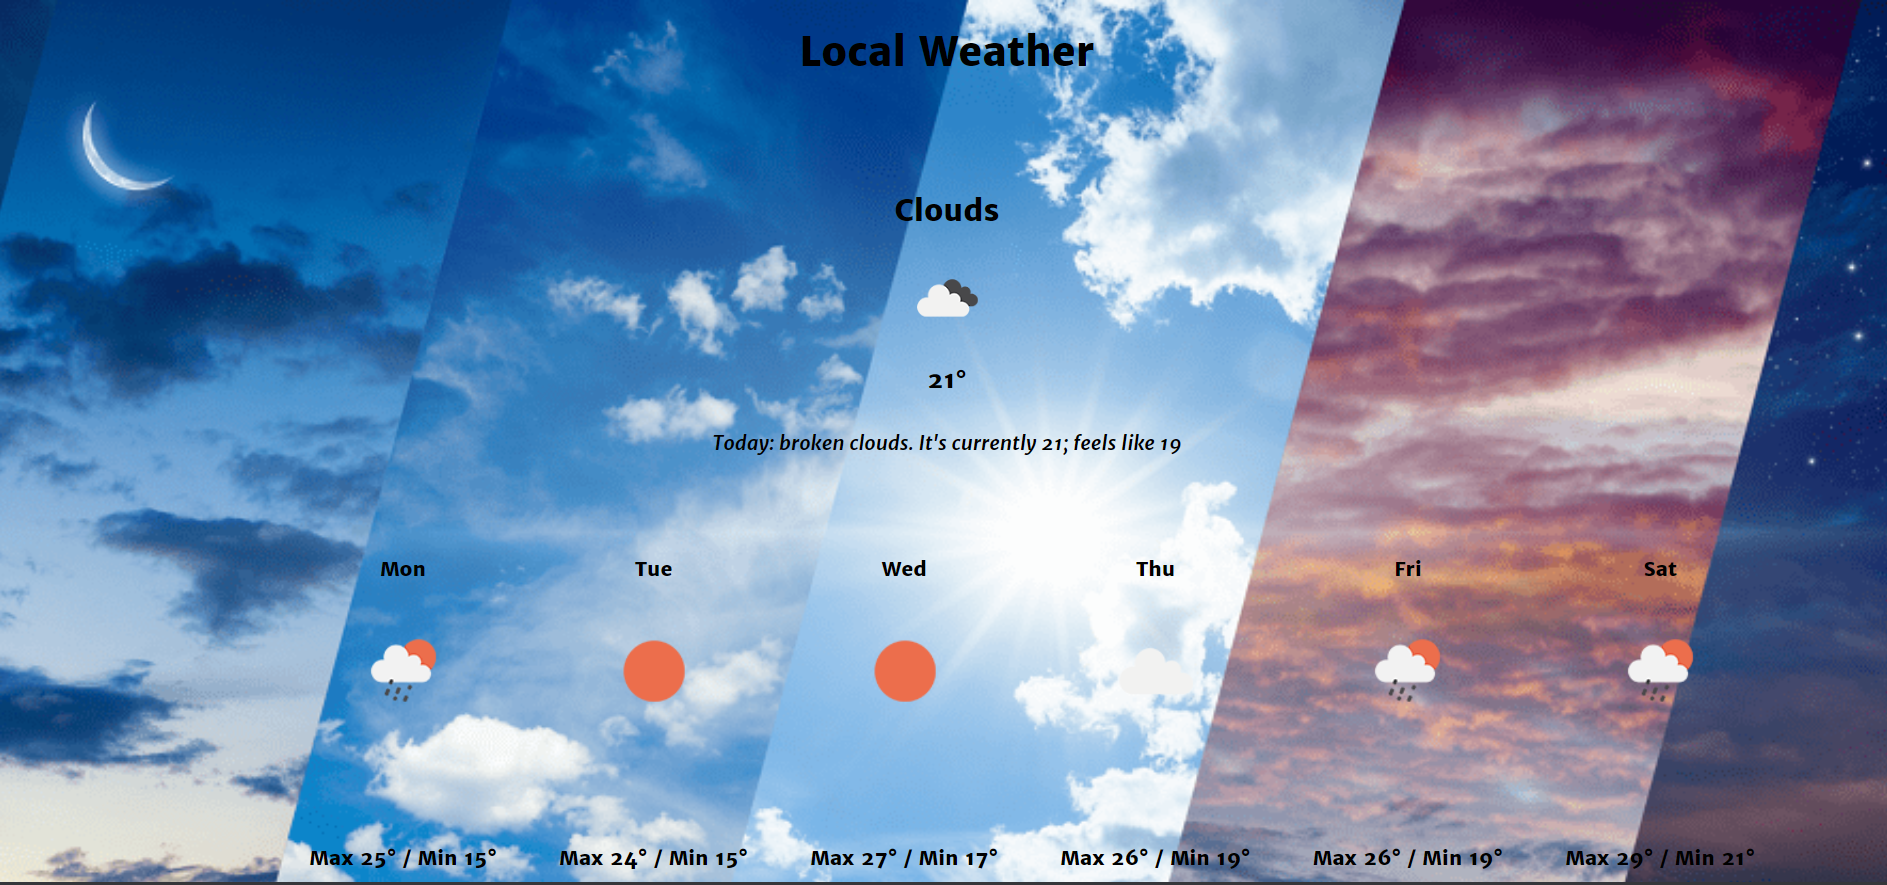 Local Weather
Clouds
21°
Today: broken clouds. It's currently 21; feels like 19
Mon Tue Wed Thu Fri Sat
Max 25° / Min 15° Max 24° / Min 15° Max 27° / Min 17° Max 26° / Min 19° Max 26° / Min 19° Max 29° / Min 21°